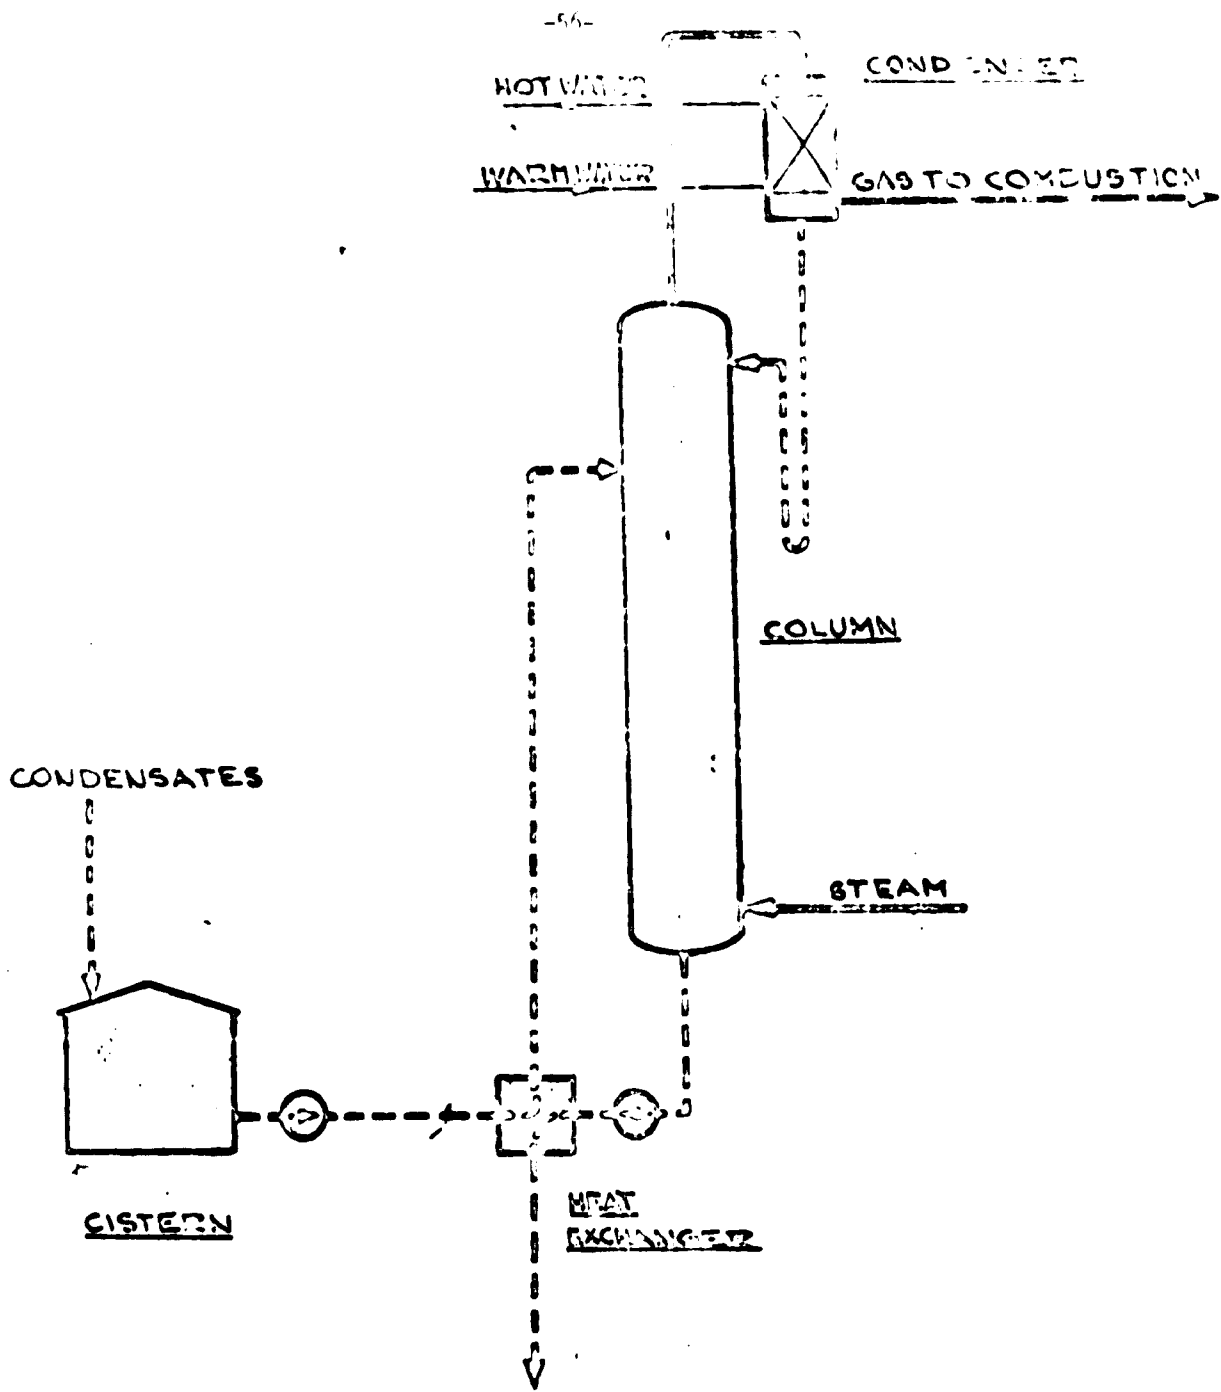 -56-
CONDENSER
HOT WATER
WARM WATER
GAS TO COMBUSTION
COLUMN
CONDENSATES
STEAM
CISTERN
HEAT
EXCHANGER